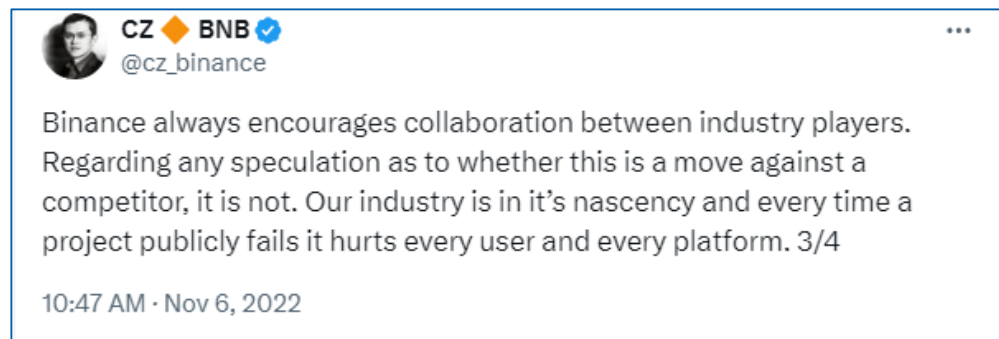 CZ 🔶 BNB
@cz_binance
Binance always encourages collaboration between industry players.
Regarding any speculation as to whether this is a move against a
competitor, it is not. Our industry is in it’s nascency and every time a
project publicly fails it hurts every user and every platform. 3/4
10:47 AM · Nov 6, 2022